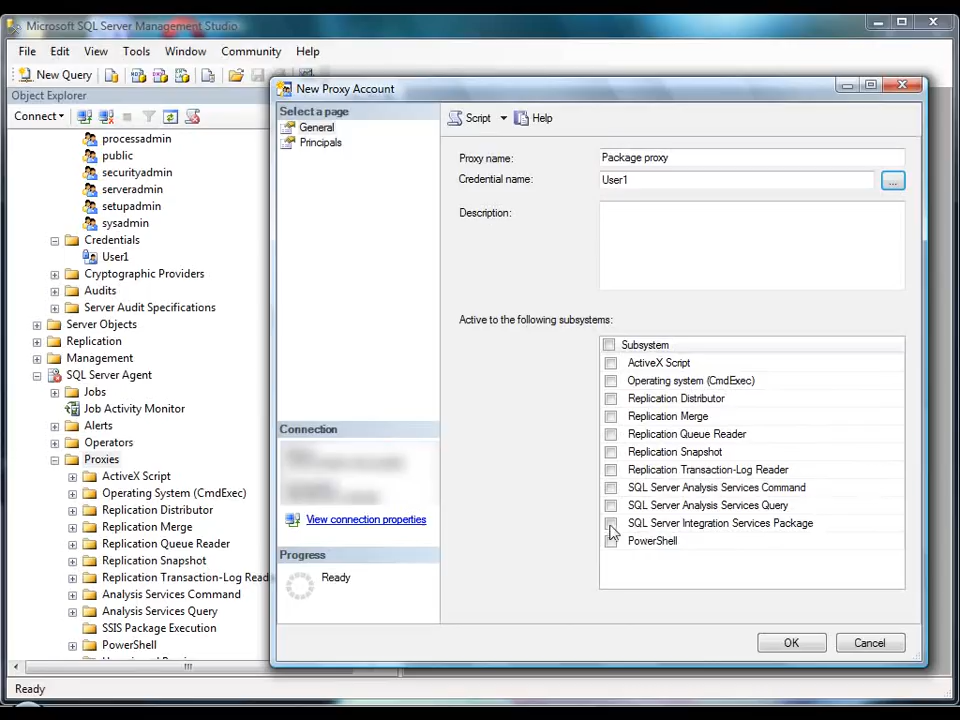 Microsoft SQL Server Management Studio
File Edit View Tools Window Community Help
New Query
Object Explorer
Connect
processadmin
public
securityadmin
serveradmin
setupadmin
sysadmin
Credentials
User1
Cryptographic Providers
Audits
Server Audit Specifications
Server Objects
Replication
Management
SQL Server Agent
Jobs
Job Activity Monitor
Alerts
Operators
Proxies
ActiveX Script
Operating System (CmdExec)
Replication Distributor
Replication Merge
Replication Queue Reader
Replication Snapshot
Replication Transaction-Log Read
Analysis Services Command
Analysis Services Query
SSIS Package Execution
PowerShell
Ready
New Proxy Account
Select a page
General
Principals
Connection
View connection properties
Progress
Ready
Script Help
Proxy name: Package proxy
Credential name: User1 ...
Description:
Active to the following subsystems:
Subsystem
ActiveX Script
Operating system (CmdExec)
Replication Distributor
Replication Merge
Replication Queue Reader
Replication Snapshot
Replication Transaction-Log Reader
SQL Server Analysis Services Command
SQL Server Analysis Services Query
SQL Server Integration Services Package
PowerShell
OK Cancel